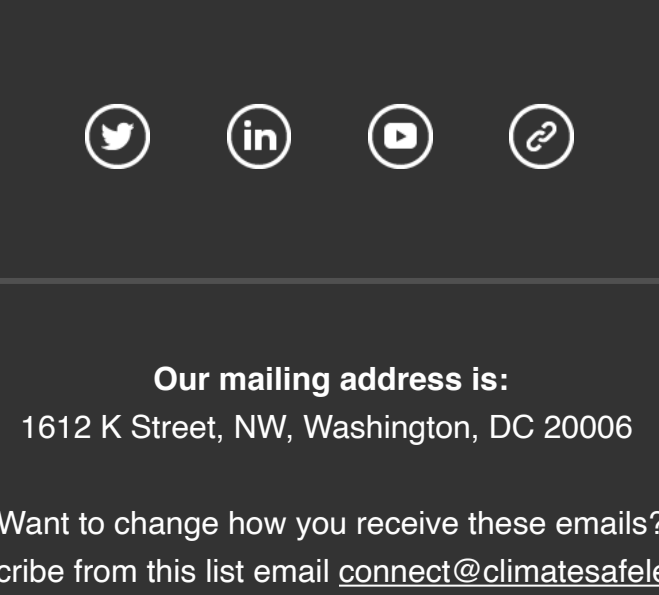 in
Our mailing address is:
1612 K Street, NW, Washington, DC 20006
Want to change how you receive these emails?
cribe from this list email connect@climatesafele